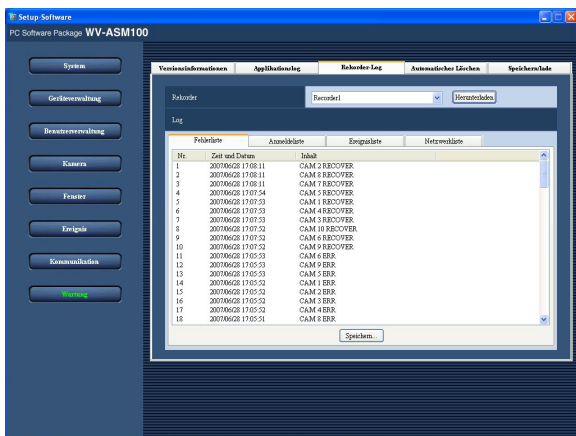 Setup-Software
PC Software Package WV-ASM100
System
Geräteverwaltung
Benutzerverwaltung
Kamera
Fenster
Ereignis
Kommunikation
Wartung
Versionsinformationen Applikationslog Rekorder-Log Automatisches Löschen Speichern/lade
Rekorder Recorder1 Herunterladen
Log
Fehlerliste Anmeldeliste Ereignisliste Netzwerkliste
Nr. Zeit und Datum Inhalt
1 2007/06/28 17:08:11 CAM 2 RECOVER
2 2007/06/28 17:08:11 CAM 8 RECOVER
3 2007/06/28 17:08:11 CAM 7 RECOVER
4 2007/06/28 17:07:54 CAM 5 RECOVER
5 2007/06/28 17:07:53 CAM 1 RECOVER
6 2007/06/28 17:07:53 CAM 4 RECOVER
7 2007/06/28 17:07:53 CAM 3 RECOVER
8 2007/06/28 17:07:52 CAM 10 RECOVER
9 2007/06/28 17:07:52 CAM 6 RECOVER
10 2007/06/28 17:07:52 CAM 9 RECOVER
11 2007/06/28 17:05:53 CAM 6 ERR
12 2007/06/28 17:05:53 CAM 9 ERR
13 2007/06/28 17:05:53 CAM 5 ERR
14 2007/06/28 17:05:52 CAM 1 ERR
15 2007/06/28 17:05:52 CAM 2 ERR
16 2007/06/28 17:05:52 CAM 3 ERR
17 2007/06/28 17:05:52 CAM 4 ERR
18 2007/06/28 17:05:51 CAM 8 ERR
Speichern...